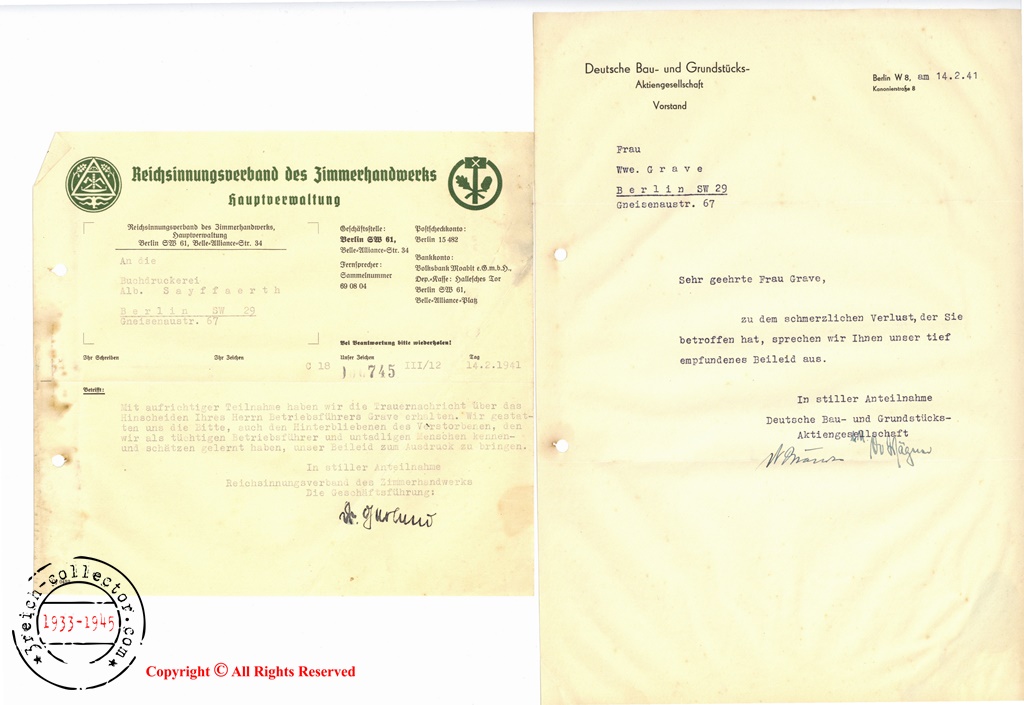 Reichsinnungsverband des Zimmerhandwerks
Hauptverwaltung
Reichsinnungsverband des Zimmerhandwerks,
Hauptverwaltung
Berlin SW 61, Belle-Alliance-Str. 34
An die
Buchdruckerei
Alb. Sayffaerth
Berlin SW 29
Gneisenaustr. 67
Geschäftsstelle:
Berlin SW 61,
Belle-Alliance-Str. 34
Fernsprecher:
Sammelnummer
69 08 04
Postscheckkonto:
Berlin 15 482
Bankkonto:
Volksbank Moabit e.G.m.b.H.,
Dep.-Kasse: Hallesches Tor
Berlin SW 61,
Belle-Alliance-Platz
Bei Beantwortung bitte wiederholen!
Ihr Schreiben Ihr Zeichen Unser Zeichen Tag
C 18 745 III/12 14.2.1941
Betrifft:
Mit aufrichtiger Teilnahme haben wir die Trauernachricht über das
Hinscheiden Ihres Herrn Betriebsführers Grave erhalten. Wir gestat-
ten uns die Bitte, auch den Hinterbliebenen des Verstorbenen, den
wir als tüchtigen Betriebsführer und untadligen Menschen kennen-
und schätzen gelernt haben, unser Beileid zum Ausdruck zu bringen.
In stiller Anteilnahme
Reichsinnungsverband des Zimmerhandwerks
Die Geschäftsführung:
Deutsche Bau- und Grundstücks-
Aktiengesellschaft
Vorstand
Berlin W 8, am 14.2.41
Kanonierstraße 8
Frau
Wwe. Grave
Berlin SW 29
Gneisenaustr. 67
Sehr geehrte Frau Grave,
zu dem schmerzlichen Verlust, der Sie
betroffen hat, sprechen wir Ihnen unser tief
empfundenes Beileid aus.
In stiller Anteilnahme
Deutsche Bau- und Grundstücks-
Aktiengesellschaft
3reich-collector.com
1933-1945
Copyright © All Rights Reserved